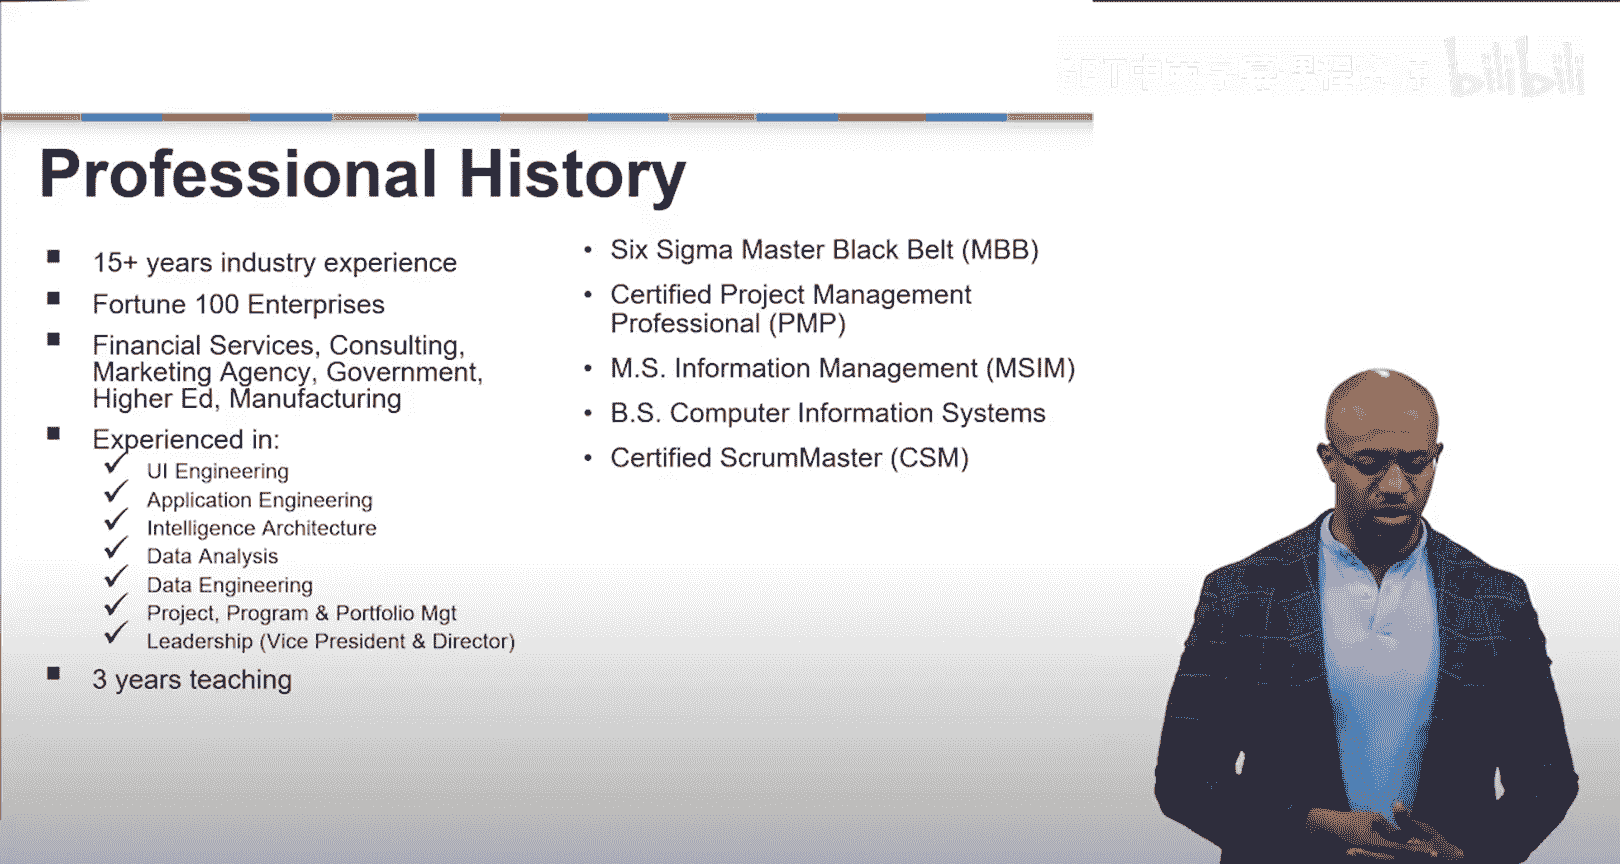 bilibili
Professional History
15+ years industry experience
Fortune 100 Enterprises
Financial Services, Consulting,
Marketing Agency, Government,
Higher Ed, Manufacturing
Experienced in:
UI Engineering
Application Engineering
Intelligence Architecture
Data Analysis
Data Engineering
Project, Program & Portfolio Mgt
Leadership (Vice President & Director)
3 years teaching
Six Sigma Master Black Belt (MBB)
Certified Project Management
Professional (PMP)
M.S. Information Management (MSIM)
B.S. Computer Information Systems
Certified ScrumMaster (CSM)